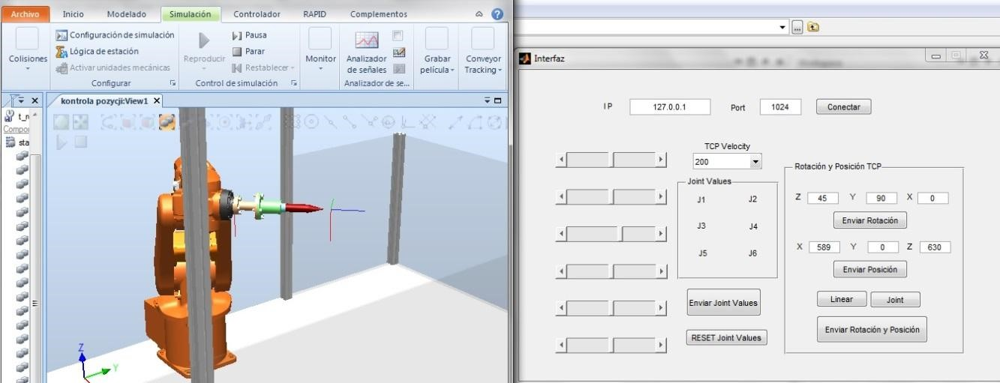 Archivo Inicio Modelado Simulación Controlador RAPID Complementos
Colisiones
Configuración de simulación
Lógica de estación
Activar unidades mecánicas
Configurar
Reproducir
Pausa
Parar
Restablecer
Control de simulación
Monitor
Analizador
de señales
Analizador de se...
Grabar
película
Conveyor
Tracking
kontrola pozycji:View1
Compor
sta
Z
Y
Interfaz
IP 127.0.0.1 Port 1024 Conectar
TCP Velocity
200
Joint Values
J1 J2
J3 J4
J5 J6
Enviar Joint Values
RESET Joint Values
Rotación y Posición TCP
Z 45 Y 90 X 0
Enviar Rotación
X 589 Y 0 Z 630
Enviar Posición
Linear Joint
Enviar Rotación y Posición